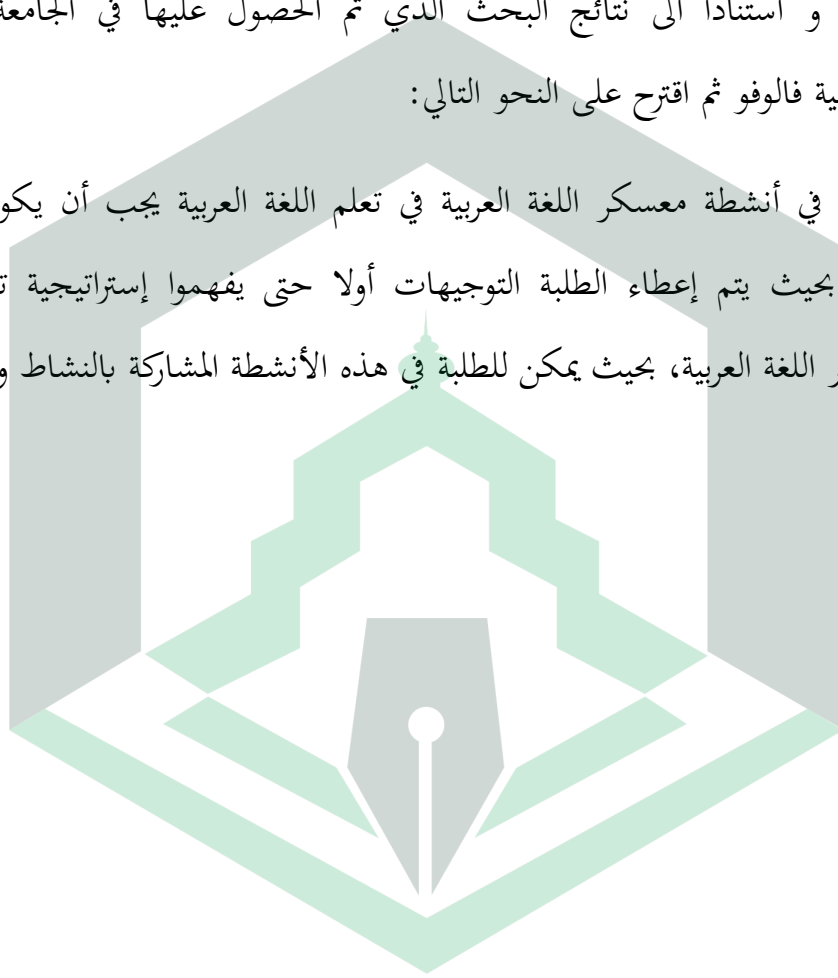 و استنادا الى نتائج البحث الذي تم الحصول عليها في الجامعة
فالوفو ثم اقترح على النحو التالي:
في أنشطة معسكر اللغة العربية في تعلم اللغة العربية يجب أن
بحيث يتم إعطاء الطلبة التوجيهات أولا حتى يفهموا إستراتيجية
اللغة العربية، بحيث يمكن للطلبة في هذه الأنشطة المشاركة بالنشاط